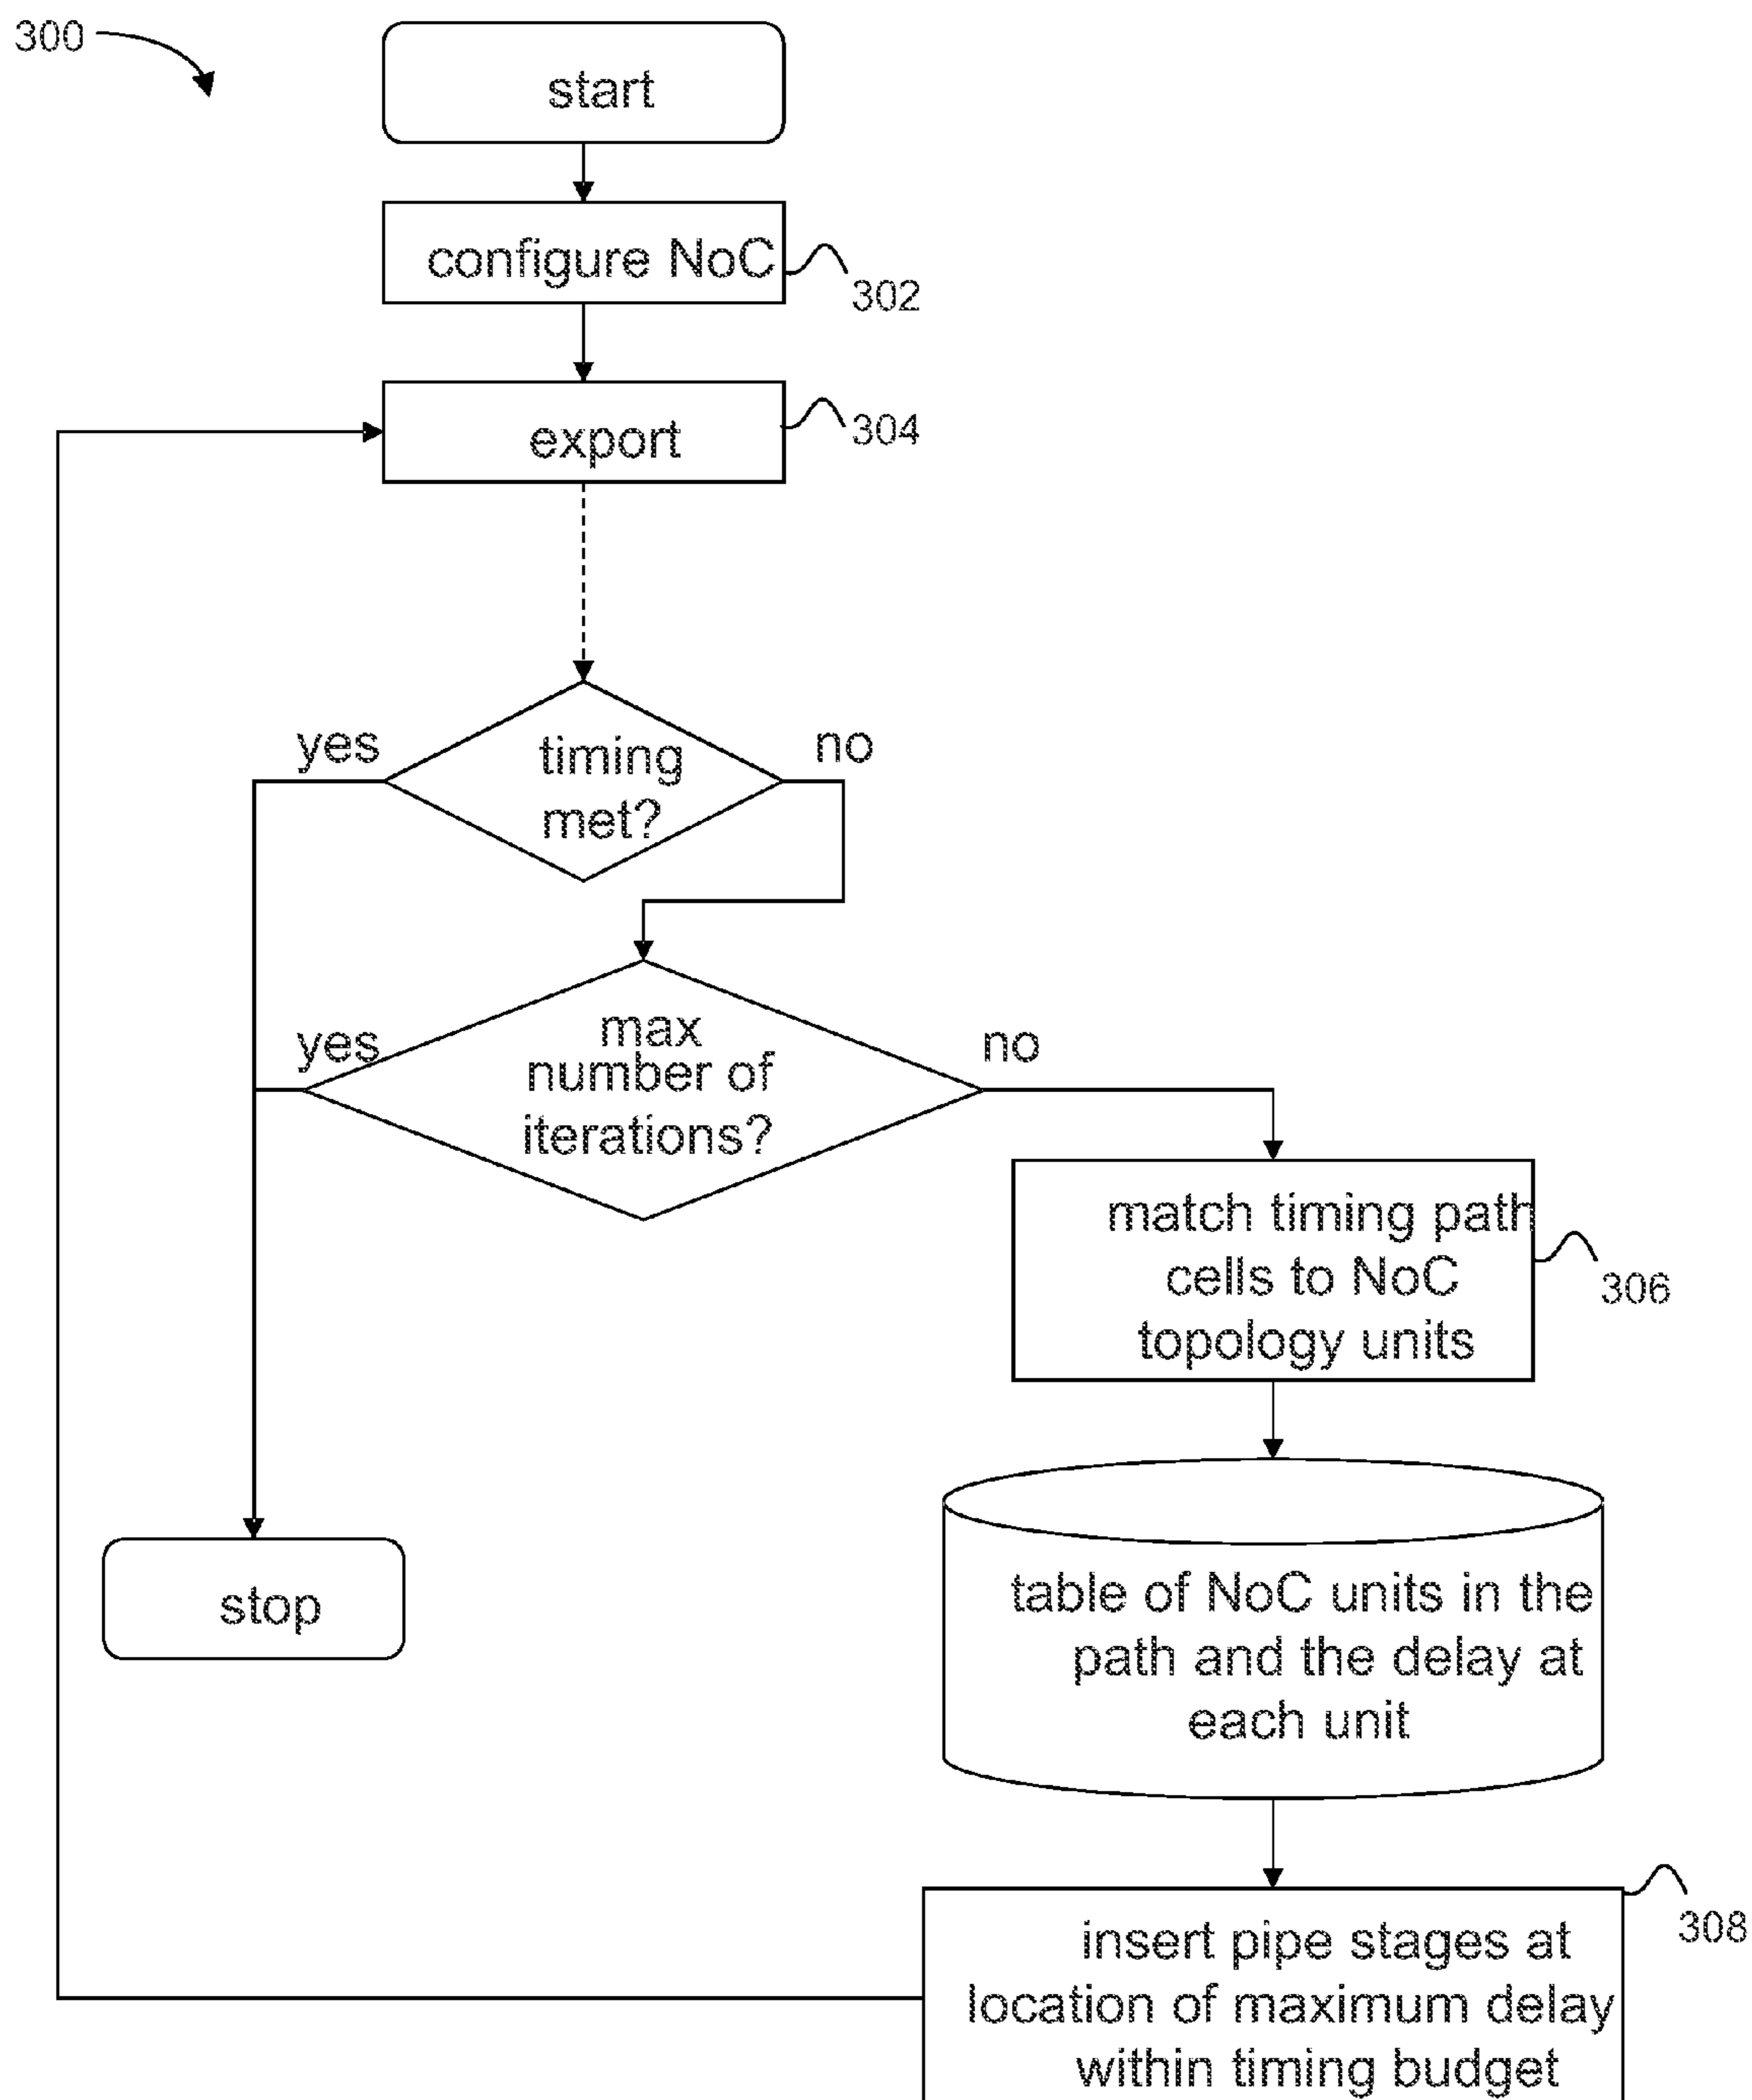 300
start
configure NoC
302
export
304
yes
no
timing
met?
yes
no
max
number of
iterations?
match timing path
cells to NoC
topology units
306
table of NoC units in the
path and the delay at
each unit
stop
308
insert pipe stages at
location of maximum delay
within timing budget